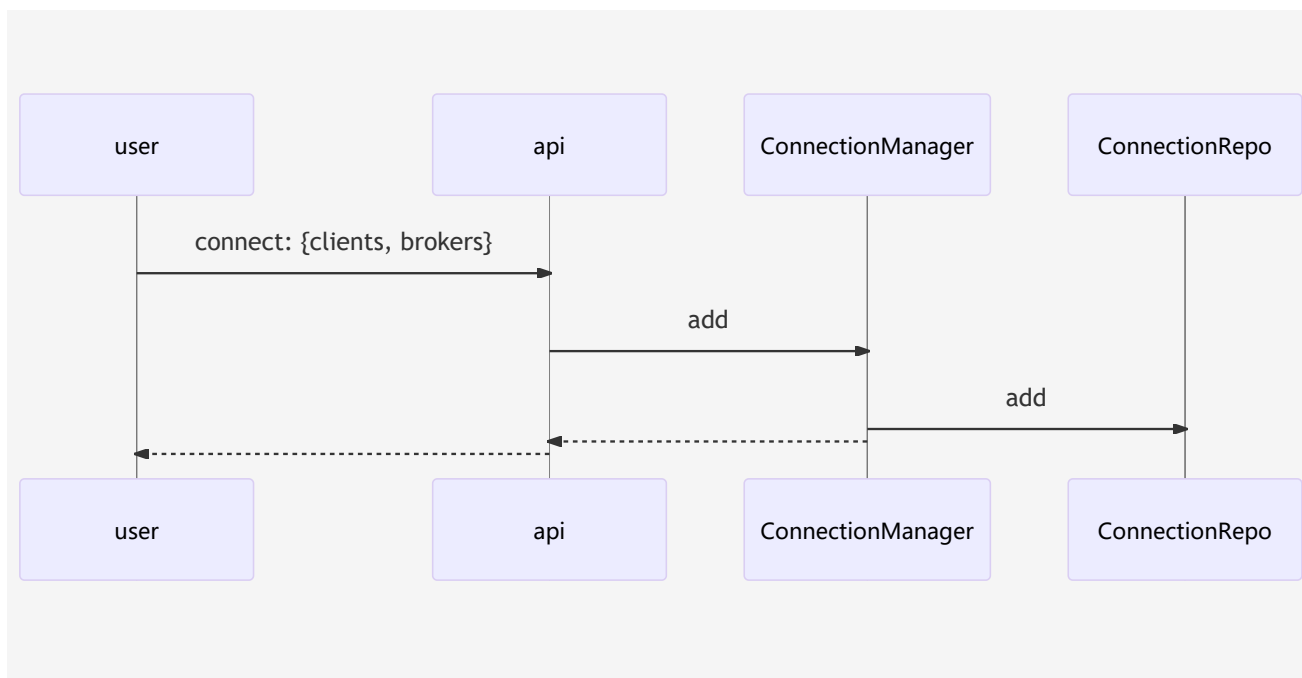 user
api
ConnectionManager
ConnectionRepo
connect: {clients, brokers}
add
add
user
api
ConnectionManager
ConnectionRepo